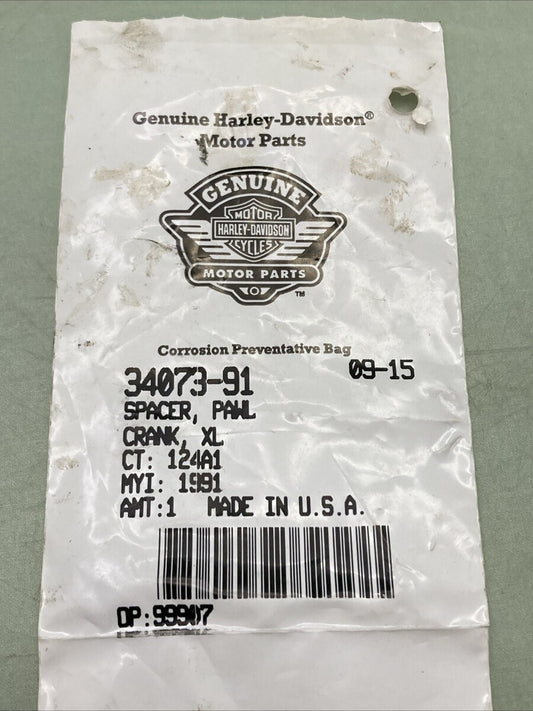 Genuine Harley-Davidson®
Motor Parts
GENUINE
MOTOR
HARLEY-DAVIDSON
CYCLES
MOTOR PARTS
TM
Corrosion Preventative Bag
34073-91 09-15
SPACER, PAWL
CRANK, XL
CT: 124A1
MYI: 1991
AMT:1 MADE IN U.S.A.
OP:99907